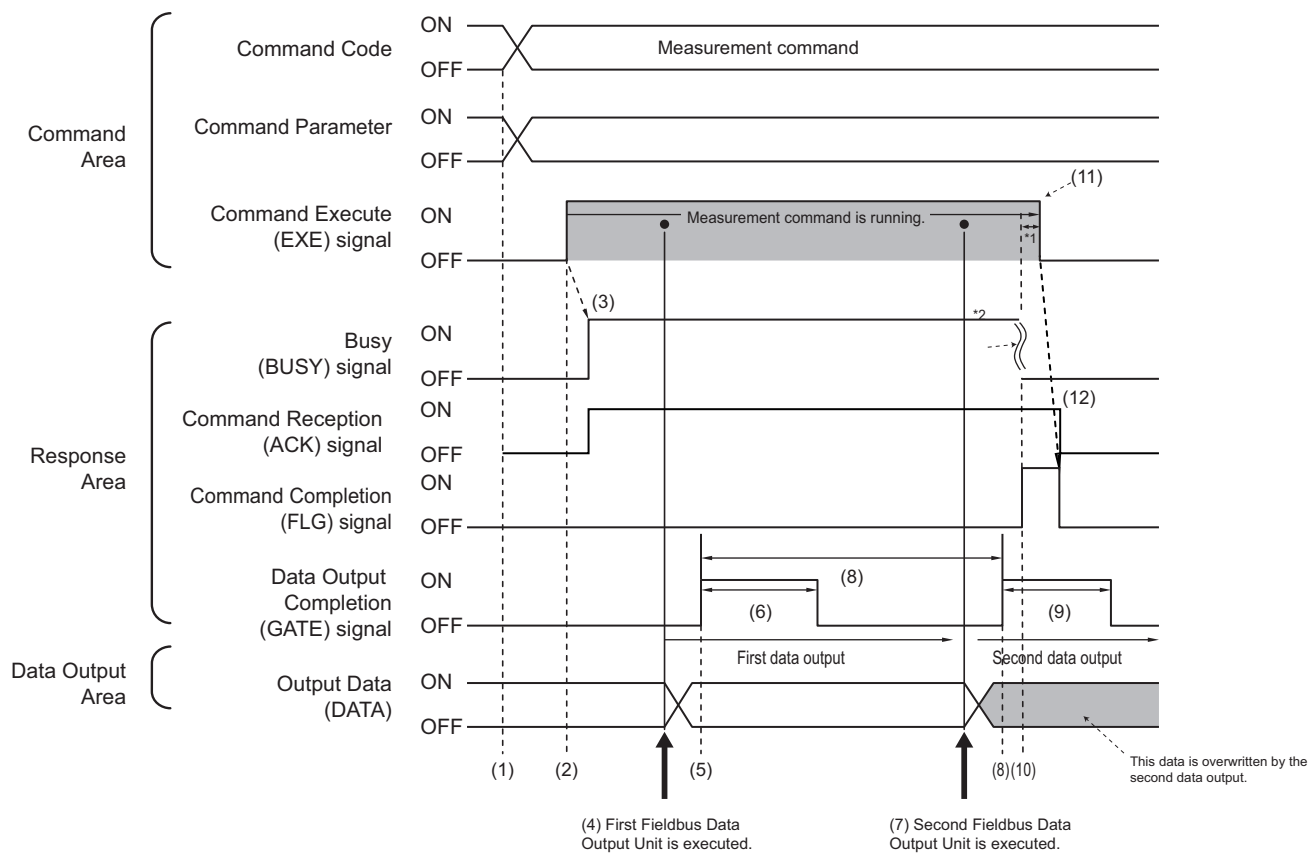 Command
Area
Command Code
ON
OFF
Measurement command
Command Parameter
ON
OFF
Command Execute
(EXE) signal
ON
OFF
Measurement command is running.
(11)
*1
Response
Area
Busy
(BUSY) signal
ON
OFF
(3)
*2
Command Reception
(ACK) signal
ON
OFF
(12)
Command Completion
(FLG) signal
ON
OFF
Data Output
Completion
(GATE) signal
ON
OFF
(8)
(6)
(9)
First data output
Second data output
Data Output
Area
Output Data
(DATA)
ON
OFF
(1)
(2)
(5)
(8)
(10)
This data is overwritten by the
second data output.
(4) First Fieldbus Data
Output Unit is executed.
(7) Second Fieldbus Data
Output Unit is executed.